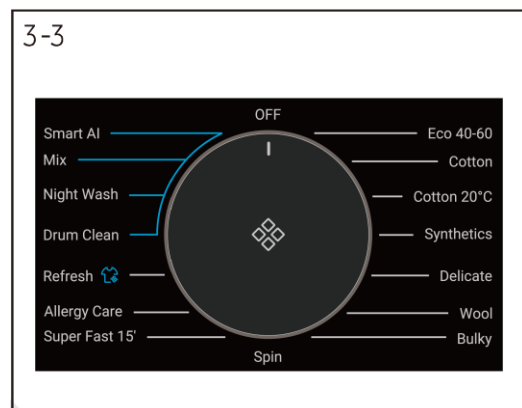 3-3
OFF
Smart AI
Mix
Night Wash
Drum Clean
Refresh
Allergy Care
Super Fast 15'
Spin
Eco 40-60
Cotton
Cotton 20°C
Synthetics
Delicate
Wool
Bulky